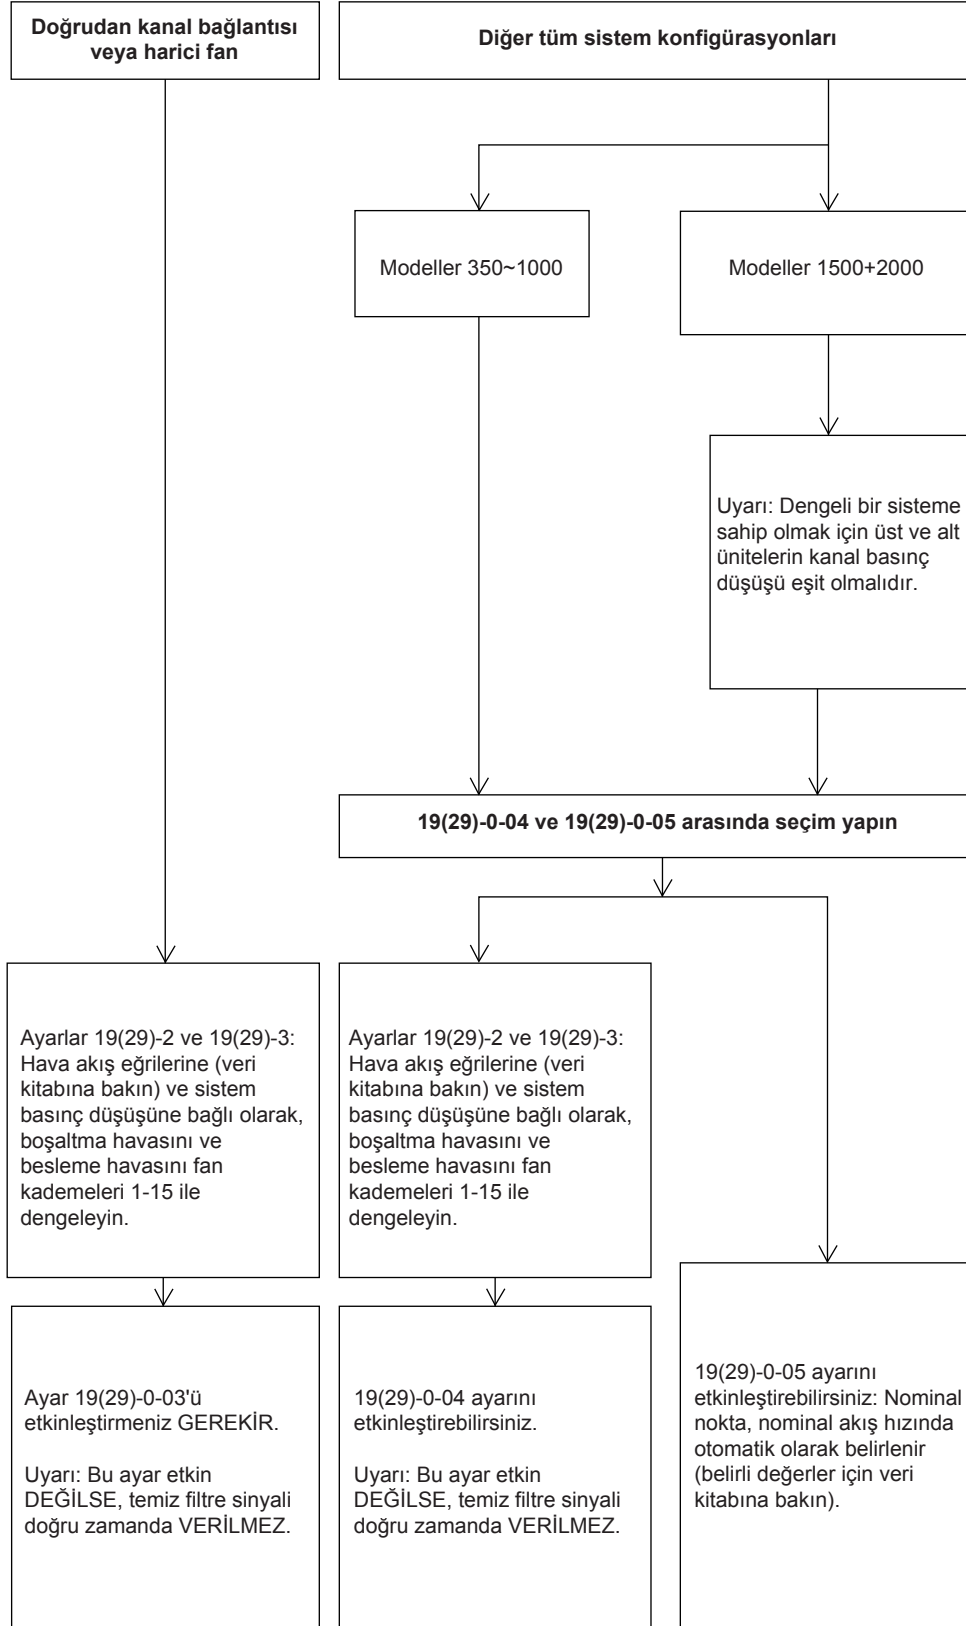 Doğrudan kanal bağlantısı
veya harici fan
Diğer tüm sistem konfigürasyonları
Modeller 350~1000
Modeller 1500+2000
Uyarı: Dengeli bir sisteme
sahip olmak için üst ve alt
ünitelerin kanal basınç
düşüşü eşit olmalıdır.
19(29)-0-04 ve 19(29)-0-05 arasında seçim yapın
Ayarlar 19(29)-2 ve 19(29)-3:
Hava akış eğrilerine (veri
kitabına bakın) ve sistem
basınç düşüşüne bağlı olarak,
boşaltma havasını ve
besleme havasını fan
kademeleri 1-15 ile
dengeleyin.
Ayarlar 19(29)-2 ve 19(29)-3:
Hava akış eğrilerine (veri
kitabına bakın) ve sistem
basınç düşüşüne bağlı olarak,
boşaltma havasını ve
besleme havasını fan
kademeleri 1-15 ile
dengeleyin.
Ayar 19(29)-0-03'ü
etkinleştirmeniz GEREKİR.
Uyarı: Bu ayar etkin
DEĞİLSE, temiz filtre sinyali
doğru zamanda VERİLMEZ.
19(29)-0-04 ayarını
etkinleştirebilirsiniz.
Uyarı: Bu ayar etkin
DEĞİLSE, temiz filtre sinyali
doğru zamanda VERİLMEZ.
19(29)-0-05 ayarını
etkinleştirebilirsiniz: Nominal
nokta, nominal akış hızında
otomatik olarak belirlenir
(belirli değerler için veri
kitabına bakın).